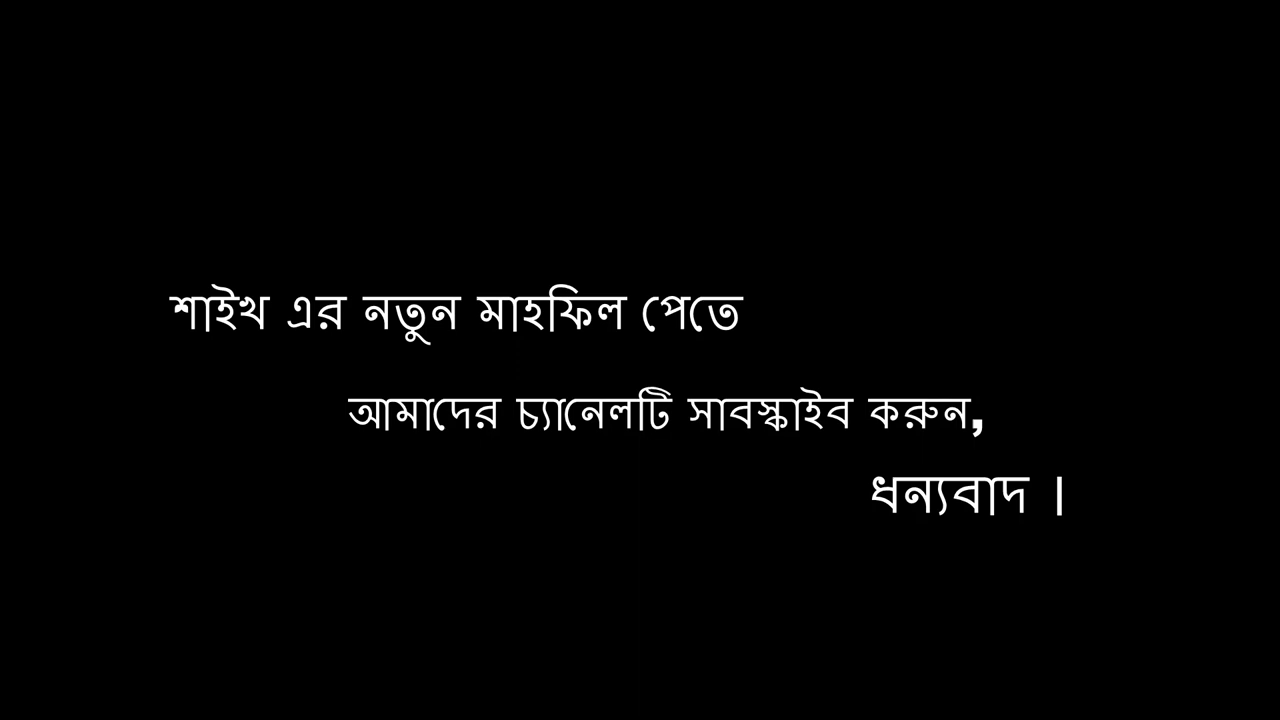 শাইখ এর নতুন মাহফিল পেতে
আমাদের চ্যানেলটি সাবস্কাইব করুন,
ধন্যবাদ ।